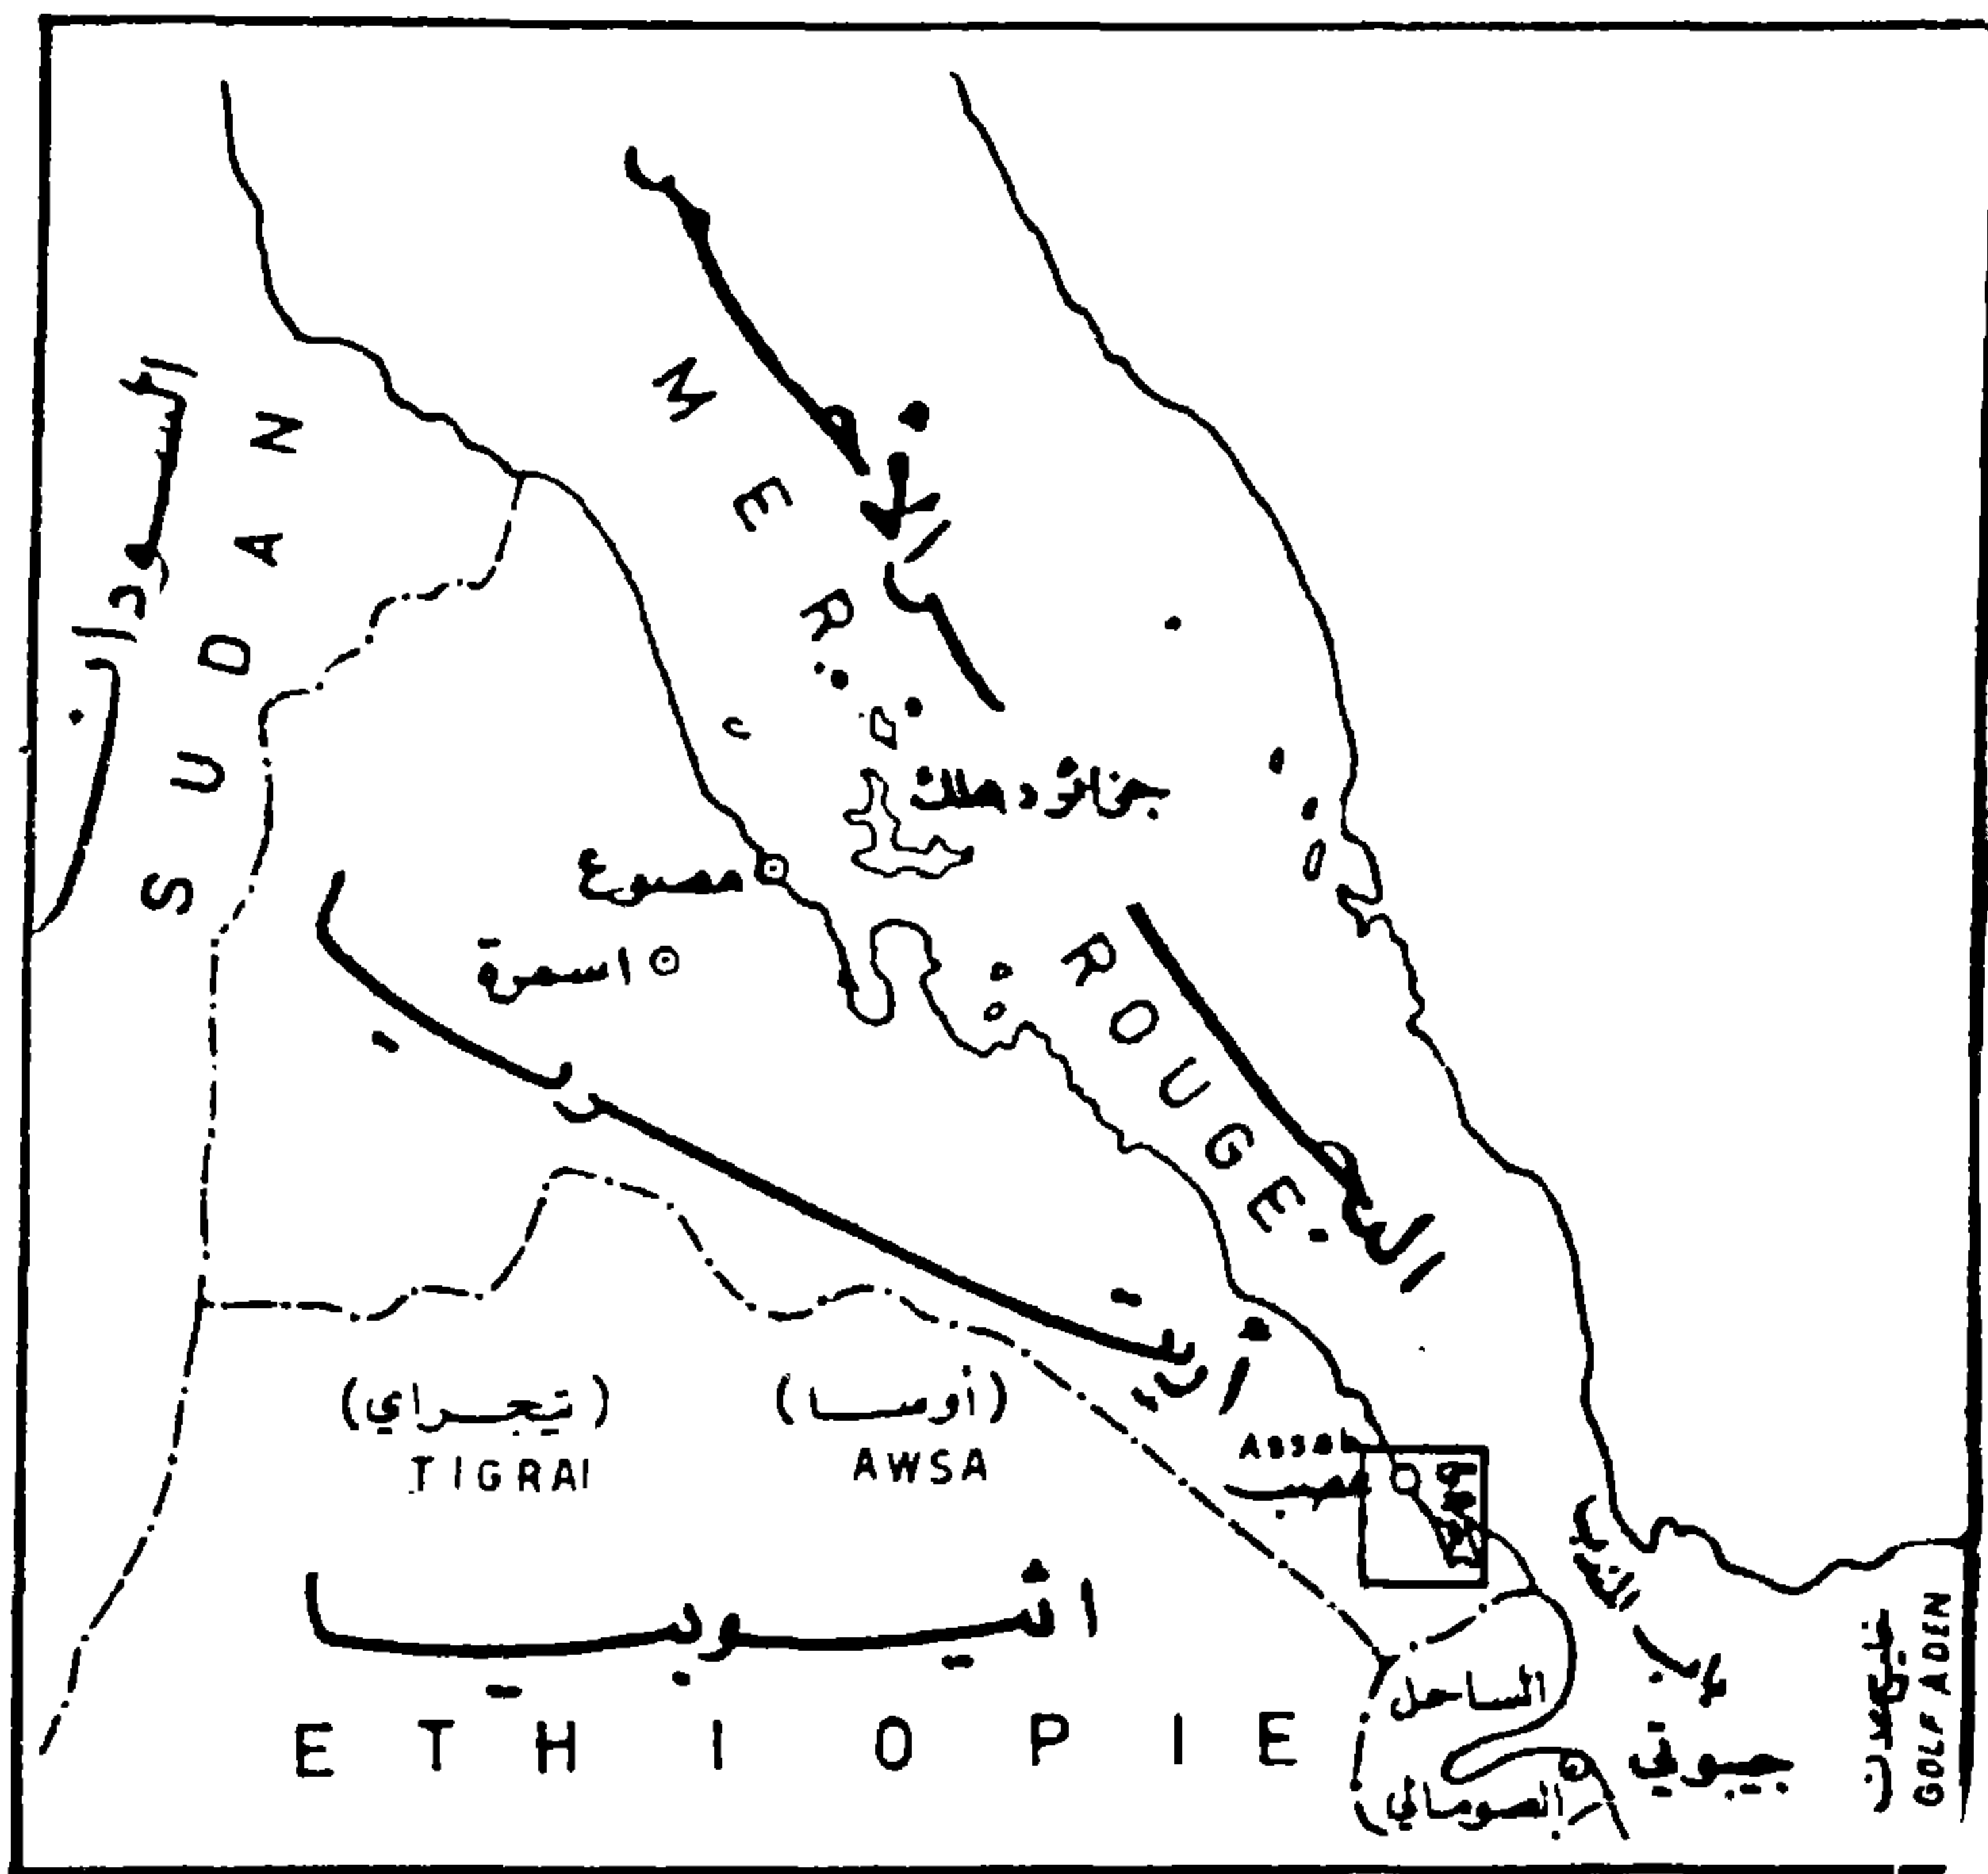 السودان
SUDAN
MER
ROUGE
البحر الأحمر
جزائر دهلك
مصوع
اسمرة
ارتيريا
(تيجراي)
TIGRAI
(أوسا)
AWSA
Assab
عصب
اثيوبيا
ETHIOPIE
باب المندب
الساحل
الصومالي
جيبوتي
خليج عدن
GOLF ADEN